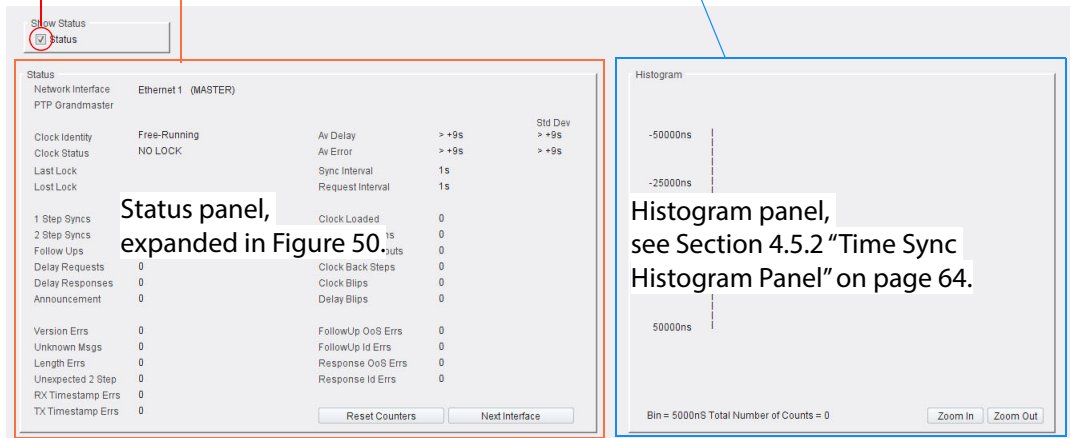 Show Status
Status
Status
Network Interface Ethernet 1 (MASTER)
PTP Grandmaster
Std Dev
Clock Identity Free-Running Av Delay > +9s > +9s
Clock Status NO LOCK Av Error > +9s > +9s
Last Lock Sync Interval 1s
Lost Lock Request Interval 1s
1 Step Syncs Clock Loaded 0
2 Step Syncs 0
Follow Ups 0
Delay Requests 0 Clock Back Steps 0
Delay Responses 0 Clock Blips 0
Announcement 0 Delay Blips 0
Version Errs 0 FollowUp OoS Errs 0
Unknown Msgs 0 FollowUp Id Errs 0
Length Errs 0 Response OoS Errs 0
Unexpected 2 Step 0 Response Id Errs 0
RX Timestamp Errs 0
TX Timestamp Errs 0
Reset Counters Next Interface
Status panel,
expanded in Figure 50.
Histogram
-50000ns
-25000ns
Histogram panel,
see Section 4.5.2 “Time Sync
Histogram Panel” on page 64.
50000ns
Bin = 5000nS Total Number of Counts = 0
Zoom In Zoom Out